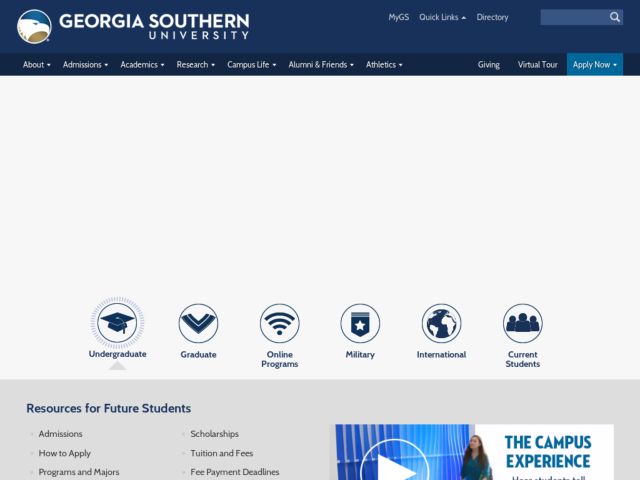 GEORGIA SOUTHERN
UNIVERSITY
MyGS Quick Links Directory
About Admissions Academics Research Campus Life Alumni & Friends Athletics Giving Virtual Tour Apply Now
Undergraduate
Graduate
Online
Programs
Military
International
Current
Students
Resources for Future Students
Admissions
How to Apply
Programs and Majors
Scholarships
Tuition and Fees
Fee Payment Deadlines
THE CAMPUS
EXPERIENCE
Hear students tell